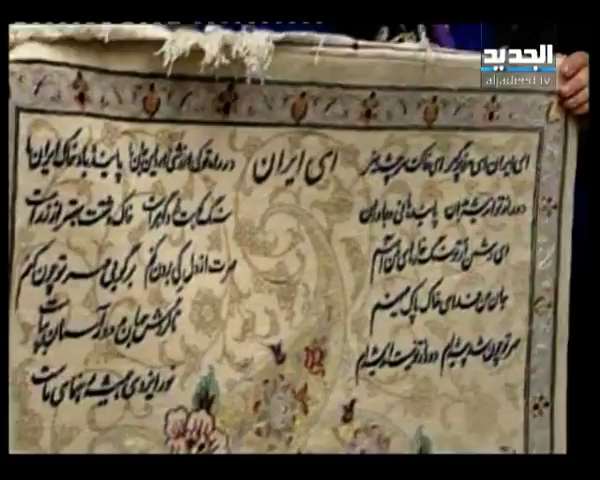 الجديد
aljadeed.tv
ای ایران
ای ایران ای مرز پرگهر ای خاکت سرچشمه هنر
دور از تو اندیشه بدان پاینده مانی و جاودان
ای دشمن ار تو سنگ خاره‌ای من آهنم
جان من فدای خاک پاک میهنم
مهر تو چون شد پیشه‌ام دور از تو نیست اندیشه‌ام
در راه تو کی ارزشی دارد این جان ما پاینده باد خاک ایران ما
سنگ کوهت در و گوهر است خاک دشتت بهتر از زر است
مهرت از دل کی برون کنم برگو بی مهر تو چون کنم
تا گردش جهان و دور آسمان بپاست
نور ایزدی همیشه رهنمای ماست